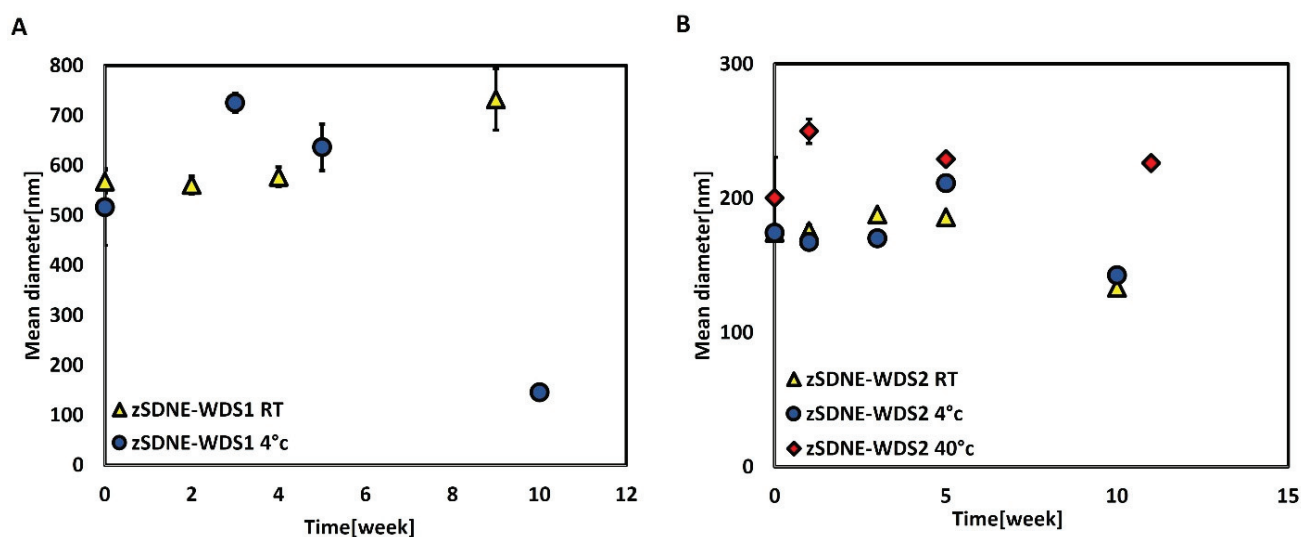 A
Mean diameter[nm]
800
700
600
500
400
300
200
100
0
zSDNE-WDS1 RT
zSDNE-WDS1 4°c
0 2 4 6 8 10 12
Time[week]
B
Mean diameter[nm]
300
200
100
0
zSDNE-WDS2 RT
zSDNE-WDS2 4°c
zSDNE-WDS2 40°c
0 5 10 15
Time[week]